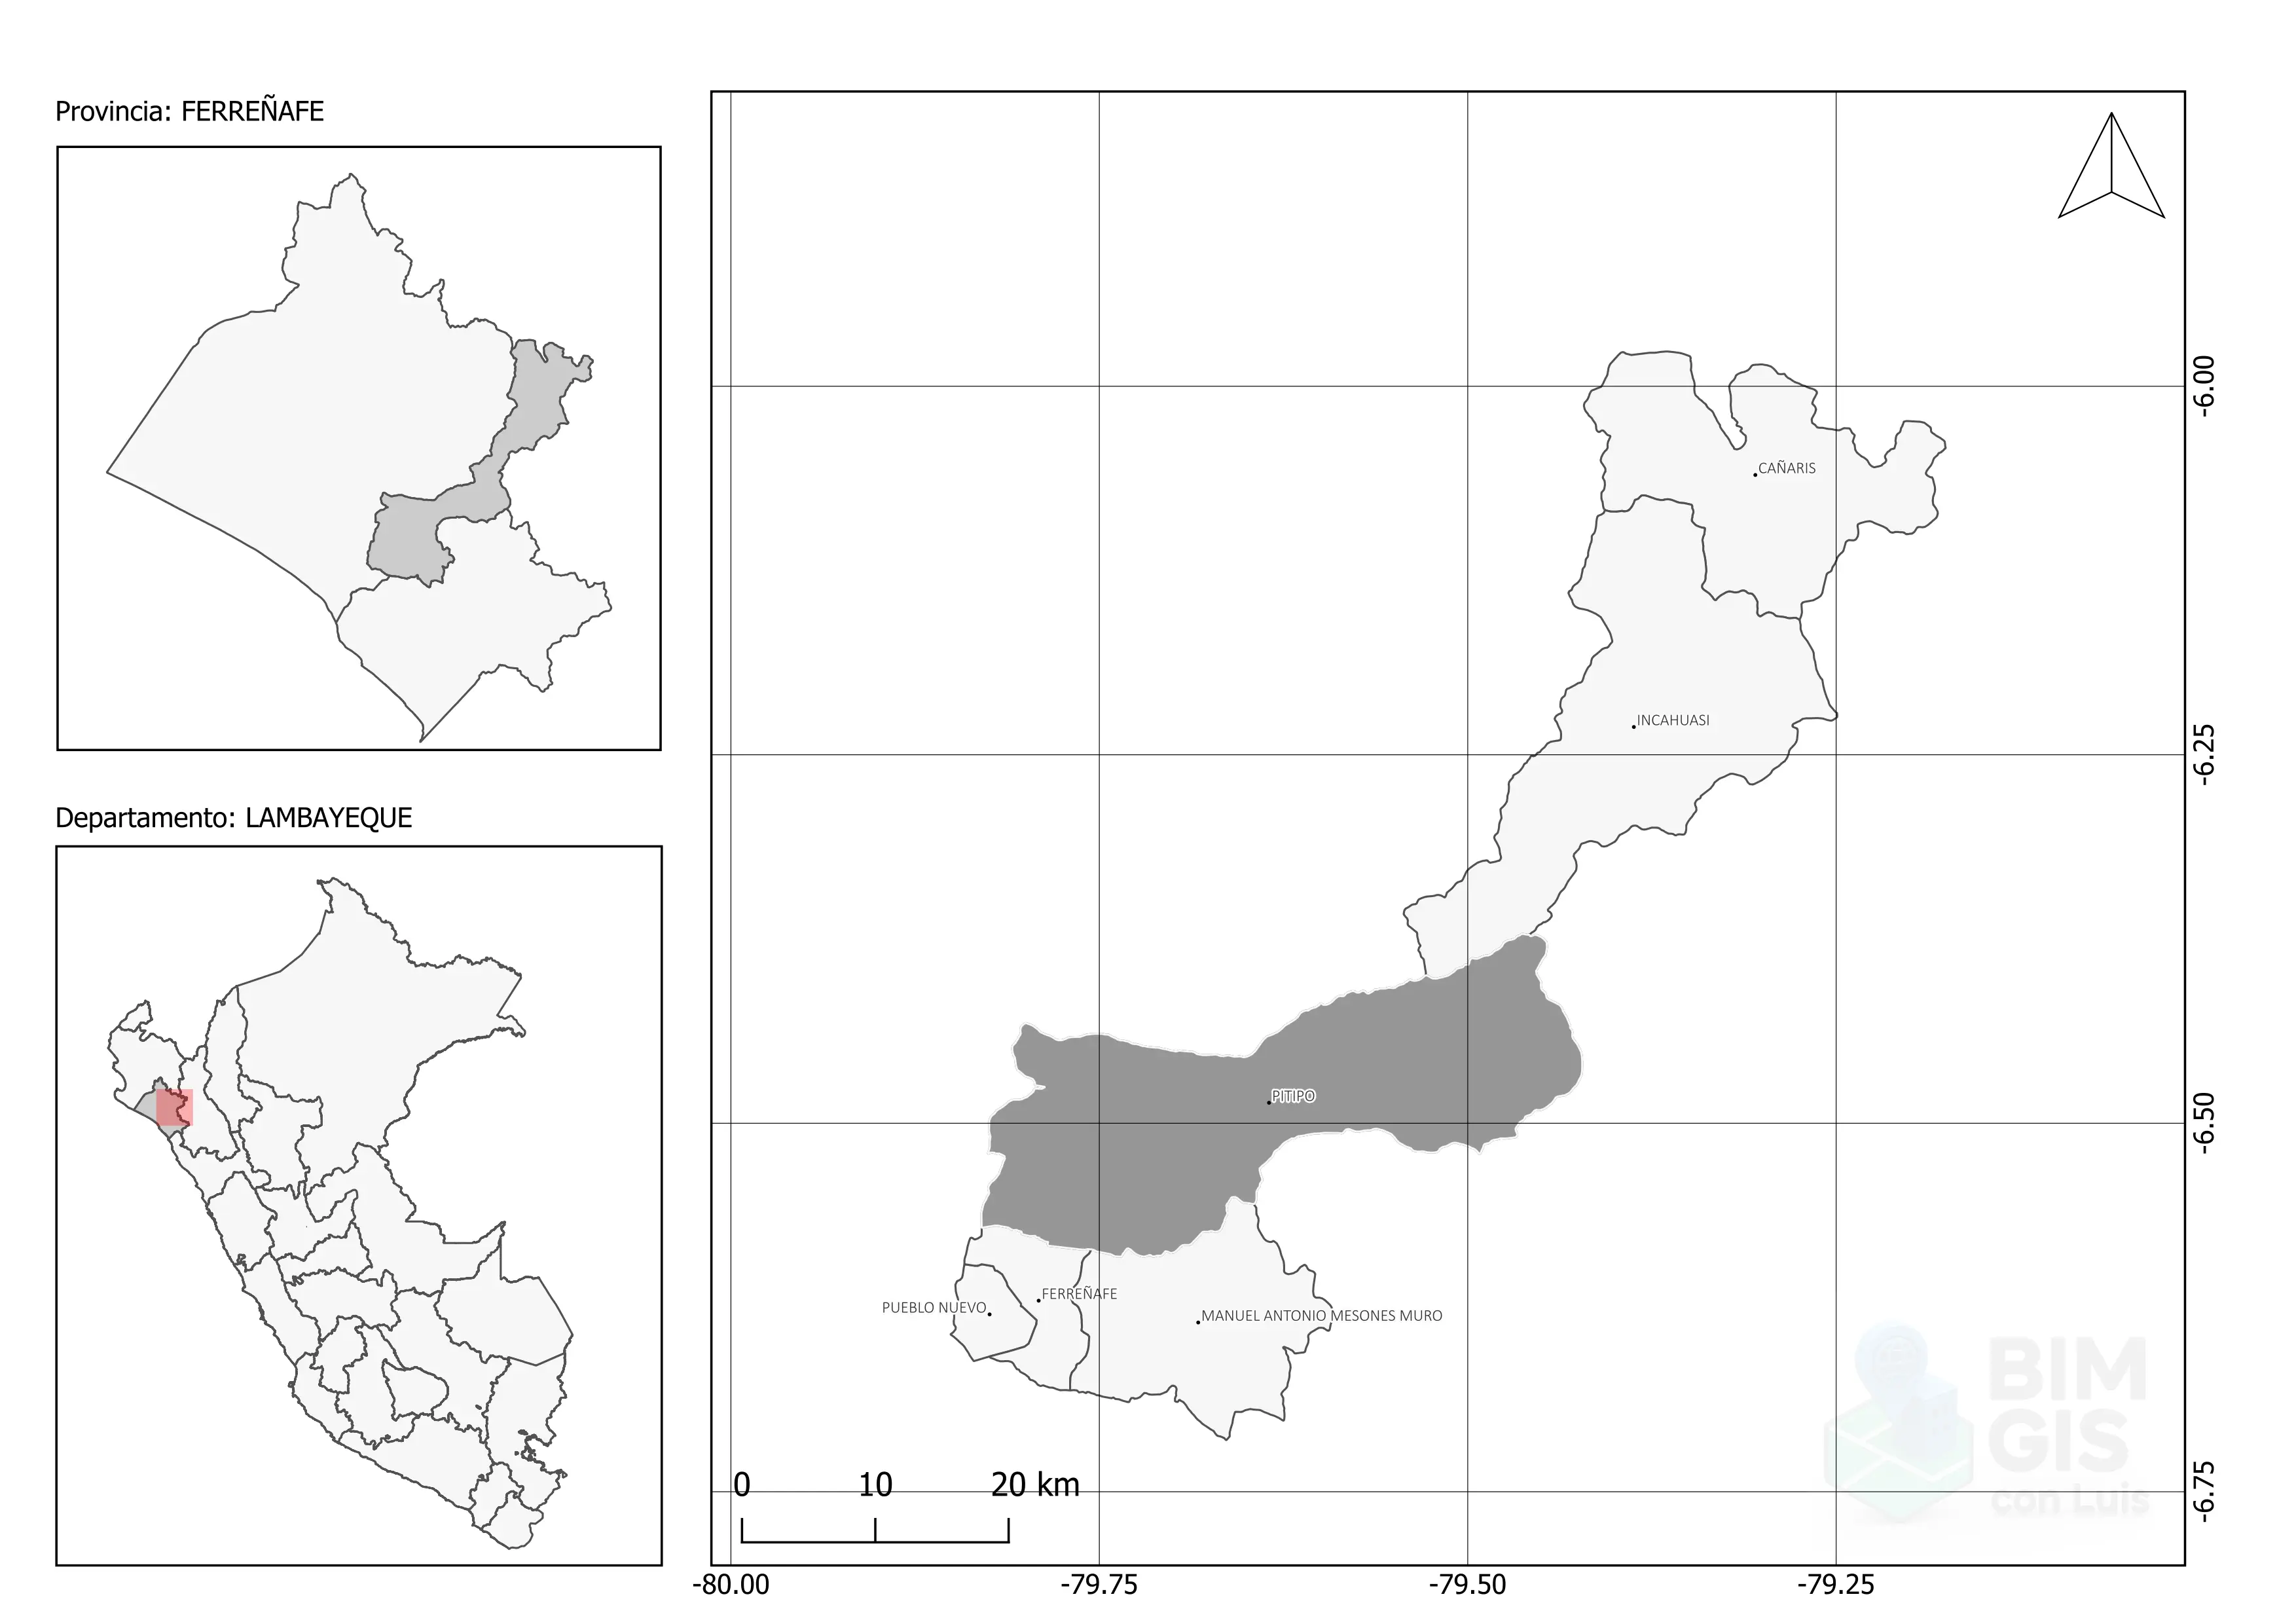 Provincia: FERREÑAFE
Departamento: LAMBAYEQUE
CAÑARIS
INCAHUASI
PITIPO
FERREÑAFE
PUEBLO NUEVO
MANUEL ANTONIO MESONES MURO
-6.00
-6.25
-6.50
-6.75
0 10 20 km
-80.00 -79.75 -79.50 -79.25
BIM
GIS
con Luis